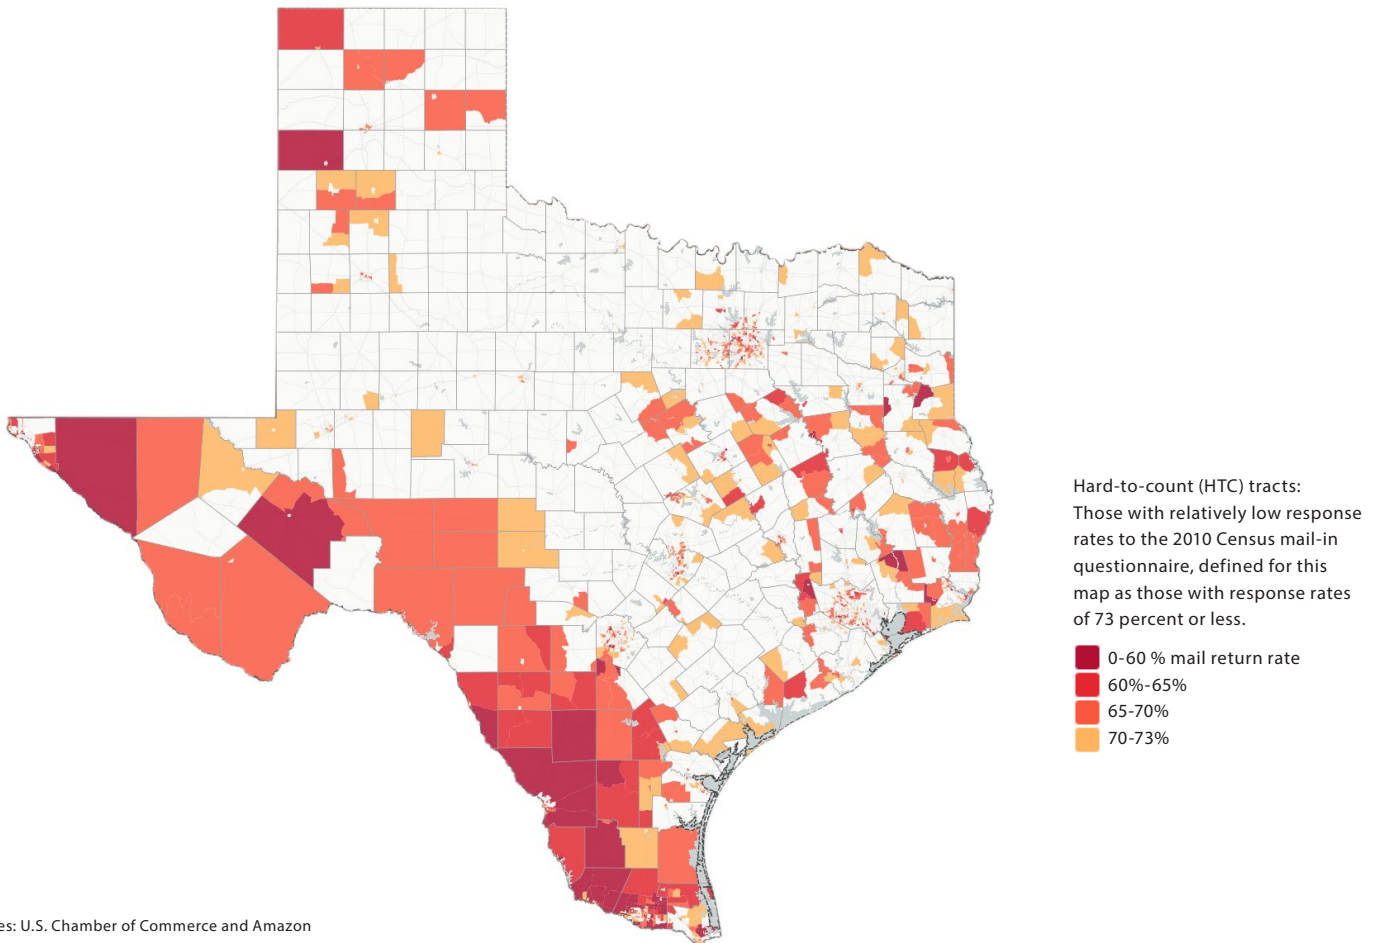 Hard-to-count (HTC) tracts:
Those with relatively low response
rates to the 2010 Census mail-in
questionnaire, defined for this
map as those with response rates
of 73 percent or less.
0-60 % mail return rate
60%-65%
65-70%
70-73%
es: U.S. Chamber of Commerce and Amazon